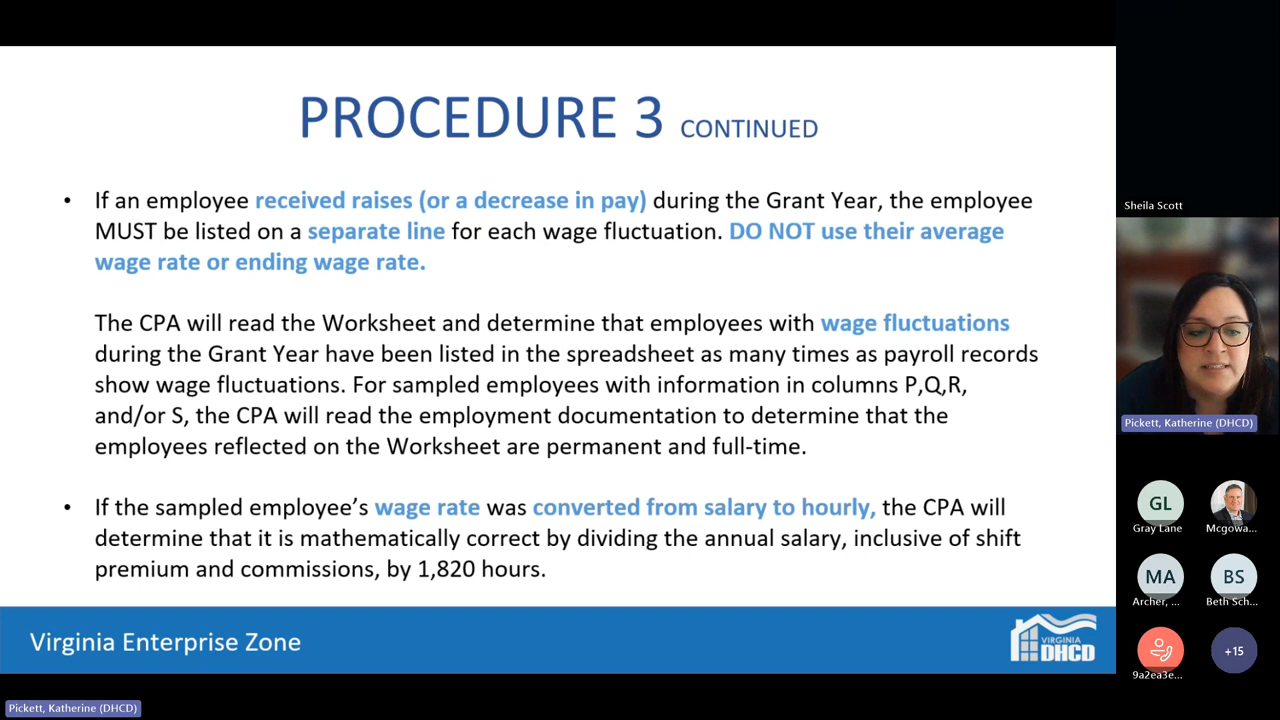 PROCEDURE 3 CONTINUED
• If an employee received raises (or a decrease in pay) during the Grant Year, the employee
MUST be listed on a separate line for each wage fluctuation. DO NOT use their average
wage rate or ending wage rate.
The CPA will read the Worksheet and determine that employees with wage fluctuations
during the Grant Year have been listed in the spreadsheet as many times as payroll records
show wage fluctuations. For sampled employees with information in columns P,Q,R,
and/or S, the CPA will read the employment documentation to determine that the
employees reflected on the Worksheet are permanent and full-time.
• If the sampled employee’s wage rate was converted from salary to hourly, the CPA will
determine that it is mathematically correct by dividing the annual salary, inclusive of shift
premium and commissions, by 1,820 hours.
Virginia Enterprise Zone
VIRGINIA
DHCD
Pickett, Katherine (DHCD)
Sheila Scott
Pickett, Katherine (DHCD)
GL
Gray Lane
Mcgowa...
MA
Archer, ...
BS
Beth Sch...
9a2ea3e...
+15